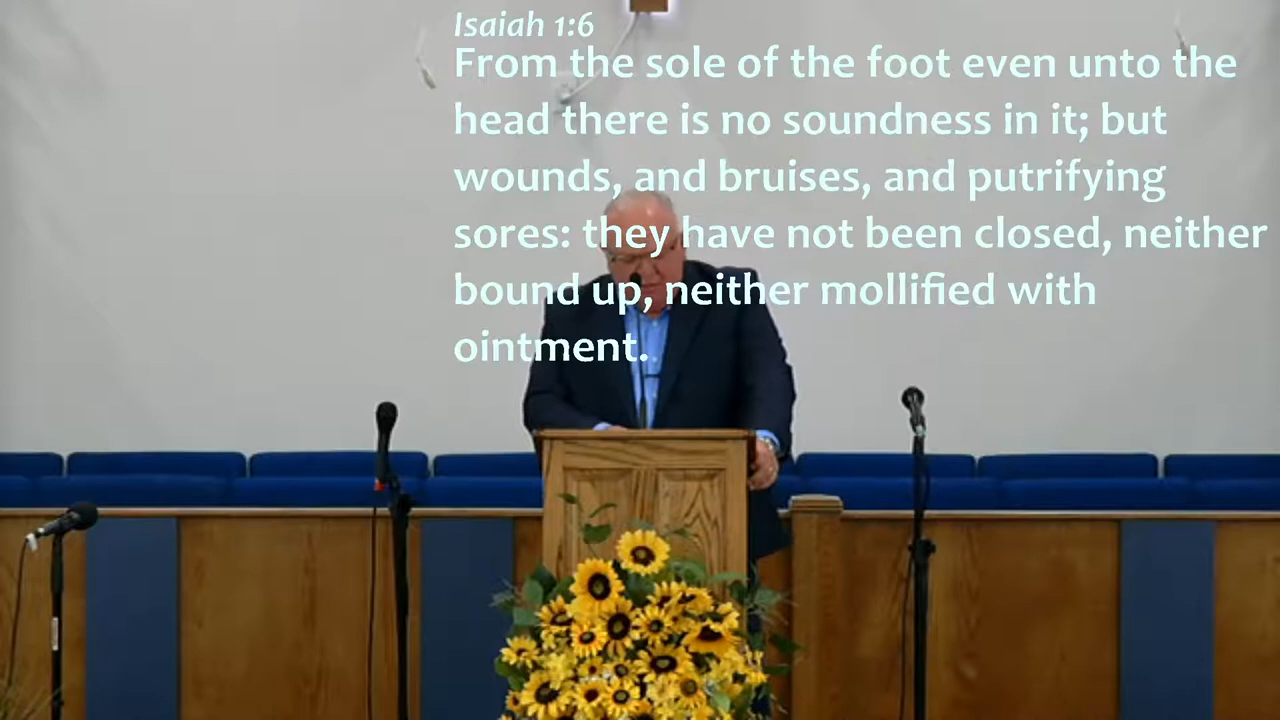 Isaiah 1:6
From the sole of the foot even unto the
head there is no soundness in it; but
wounds, and bruises, and putrifying
sores: they have not been closed, neither
bound up, neither mollified with
ointment.